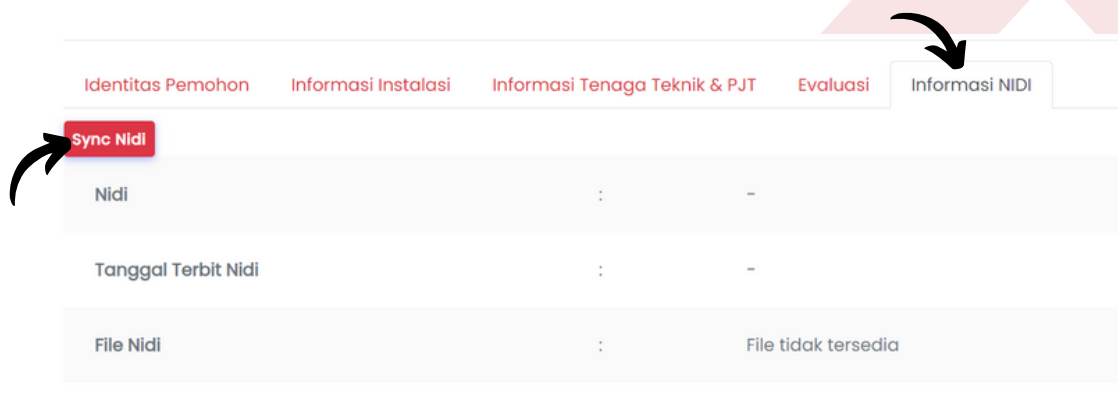 Identitas Pemohon Informasi Instalasi Informasi Tenaga Teknik & PJT Evaluasi Informasi NIDI
Sync Nidi
Nidi : -
Tanggal Terbit Nidi : -
File Nidi : File tidak tersedia